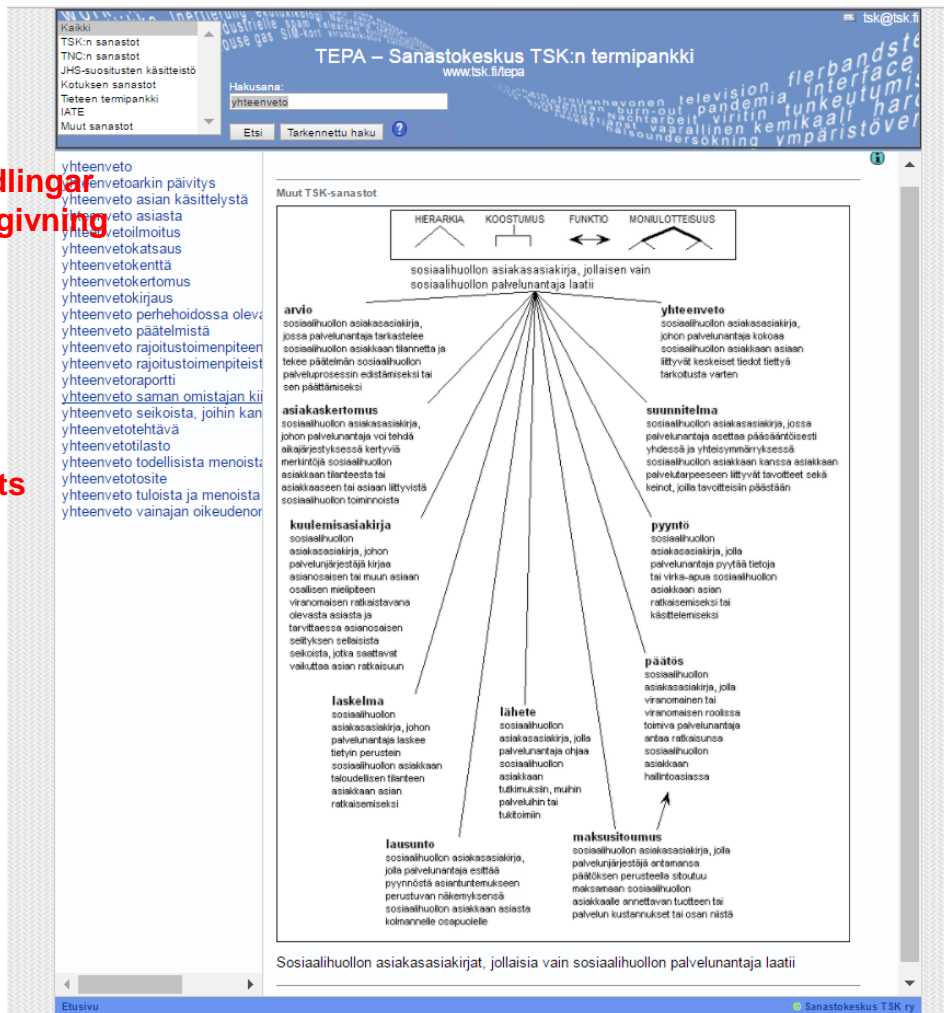 Kaikki
TSK:n sanastot
TNC:n sanastot
JHS-suositusten käsitteistö
Kotuksen sanastot
Tieteen termipankki
IATE
Muut sanastot
tsk@tsk.fi
TEPA – Sanastokeskus TSK:n termipankki
www.tsk.fi/tepa
Hakusana:
yhteenveto
Etsi
Tarkennettu haku
?
television
pandemia
interface
viritin
tunkeutumis
vaarallinen kemikaali
ympäristöver
dlingar
givning
ts
yhteenveto
yhteenvetoarkin päivitys
yhteenveto asian käsittelystä
yhteenveto asiasta
yhteenvetoilmoitus
yhteenvetokatsaus
yhteenvetokenttä
yhteenvetokertomus
yhteenvetokirjaus
yhteenveto perhehoidossa oleva
yhteenveto päätelmistä
yhteenveto rajoitustoimenpiteen
yhteenveto rajoitustoimenpiteist
yhteenvetoraportti
yhteenveto saman omistajan kii
yhteenveto seikoista, joihin kan
yhteenvetotehtävä
yhteenvetotilasto
yhteenveto todellisista menoista
yhteenvetotosite
yhteenveto tuloista ja menoista
yhteenveto vainajan oikeudenor
Muut TSK-sanastot
HIERARKIA KOOSTUMUS FUNKTIO MONIULOTTEISUUS
sosiaalihuollon asiakasasiakirja, jollaisen vain
sosiaalihuollon palvelunantaja laatii
arvio
sosiaalihuollon asiakasasiakirja,
jossa palvelunantaja tarkastelee
sosiaalihuollon asiakkaan tilannetta ja
tekee päätelmän sosiaalihuollon
palveluprosessin edistämiseksi tai
sen päättämiseksi
yhteenveto
sosiaalihuollon asiakasasiakirja,
johon palvelunantaja kokoaa
sosiaalihuollon asiakkaan asiaan
liittyvät keskeiset tiedot tiettyä
tarkoitusta varten
asiakaskertomus
sosiaalihuollon asiakasasiakirja,
johon palvelunantaja voi tehdä
aikajärjestyksessä kertyviä
merkintöjä sosiaalihuollon
asiakkaan tilanteesta tai
asiakkaaseen tai asiaan liittyvistä
sosiaalihuollon toiminnoista
suunnitelma
sosiaalihuollon asiakasasiakirja, jossa
palvelunantaja asettaa pääsääntöisesti
yhdessä ja yhteisymmärryksessä
sosiaalihuollon asiakkaan kanssa asiakkaan
palvelutarpeeseen liittyvät tavoitteet sekä
keinot, joilla tavoitteisiin päästään
kuulemisasiakirja
sosiaalihuollon
asiakasasiakirja, johon
palvelunjärjestäjä kirjaa
asianosaisen tai muun asiaan
osallisen mielipiteen
viranomaisen ratkaistavana
olevasta asiasta ja
tarvittaessa asianosaisen
selityksen sellaisista
seikoista, jotka saattavat
vaikuttaa asian ratkaisuun
pyyntö
sosiaalihuollon
asiakasasiakirja, jolla
palvelunantaja pyytää tietoja
tai virka-apua sosiaalihuollon
asiakkaan asian
ratkaisemiseksi tai
käsittelemiseksi
päätös
sosiaalihuollon
asiakasasiakirja, jolla
viranomainen tai
viranomaisen roolissa
toimiva palvelunantaja
antaa ratkaisunsa
sosiaalihuollon
asiakkaan
hallintoasiassa
laskelma
sosiaalihuollon
asiakasasiakirja, johon
palvelunantaja laskee
tietyin perustein
sosiaalihuollon asiakkaan
taloudellisen tilanteen
asiakkaan asian
ratkaisemiseksi
lähete
sosiaalihuollon
asiakasasiakirja, jolla
palvelunantaja ohjaa
sosiaalihuollon
asiakkaan
tutkimuksiin, muihin
palveluihin tai
tukitoimiin
lausunto
sosiaalihuollon asiakasasiakirja,
jolla palvelunantaja esittää
pyynnöstä asiantuntemukseen
perustuvan näkemyksensä
sosiaalihuollon asiakkaan asiasta
kolmannelle osapuolelle
maksusitoumus
sosiaalihuollon asiakasasiakirja, jolla
palvelunjärjestäjä antamansa
päätöksen perusteella sitoutuu
maksamaan sosiaalihuollon
asiakkaalle annettavan tuotteen tai
palvelun kustannukset tai osan niistä
Sosiaalihuollon asiakasasiakirjat, jollaisia vain sosiaalihuollon palvelunantaja laatii
Etusivu
© Sanastokeskus TSK ry